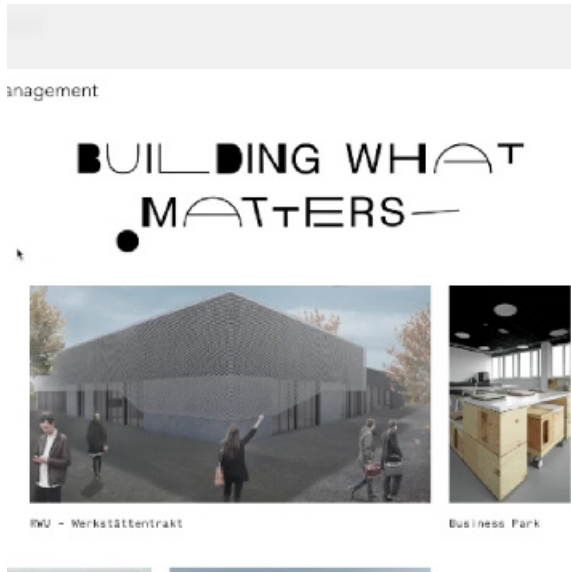 anagement
BUILDING WHAT
MATTERS—
RWU – Werkstättentrakt
Business Park